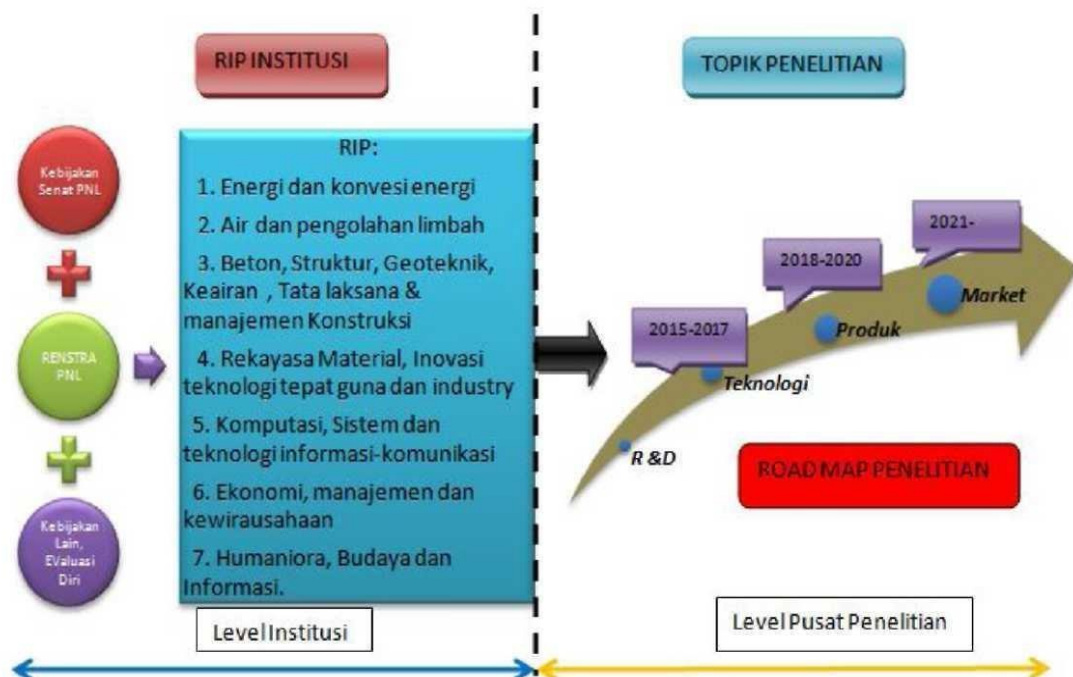 RIP INSTITUSI
TOPIK PENELITIAN
Kebijakan
Senat PNL
RENSTRA
PNL
Kebijakan
Lain,
EValuasi
Diri
RIP:
1. Energi dan konvesi energi
2. Air dan pengolahan limbah
3. Beton, Struktur, Geoteknik,
Keairan , Tata laksana &
manajemen Konstruksi
4. Rekayasa Material, Inovasi
teknologi tepat guna dan industry
5. Komputasi, Sistem dan
teknologi informasi-komunikasi
6. Ekonomi, manajemen dan
kewirausahaan
7. Humaniora, Budaya dan
Informasi.
2021-
2018-2020
2015-2017
Market
Produk
Teknologi
R &D
ROAD MAP PENELITIAN
Level Institusi
Level Pusat Penelitian